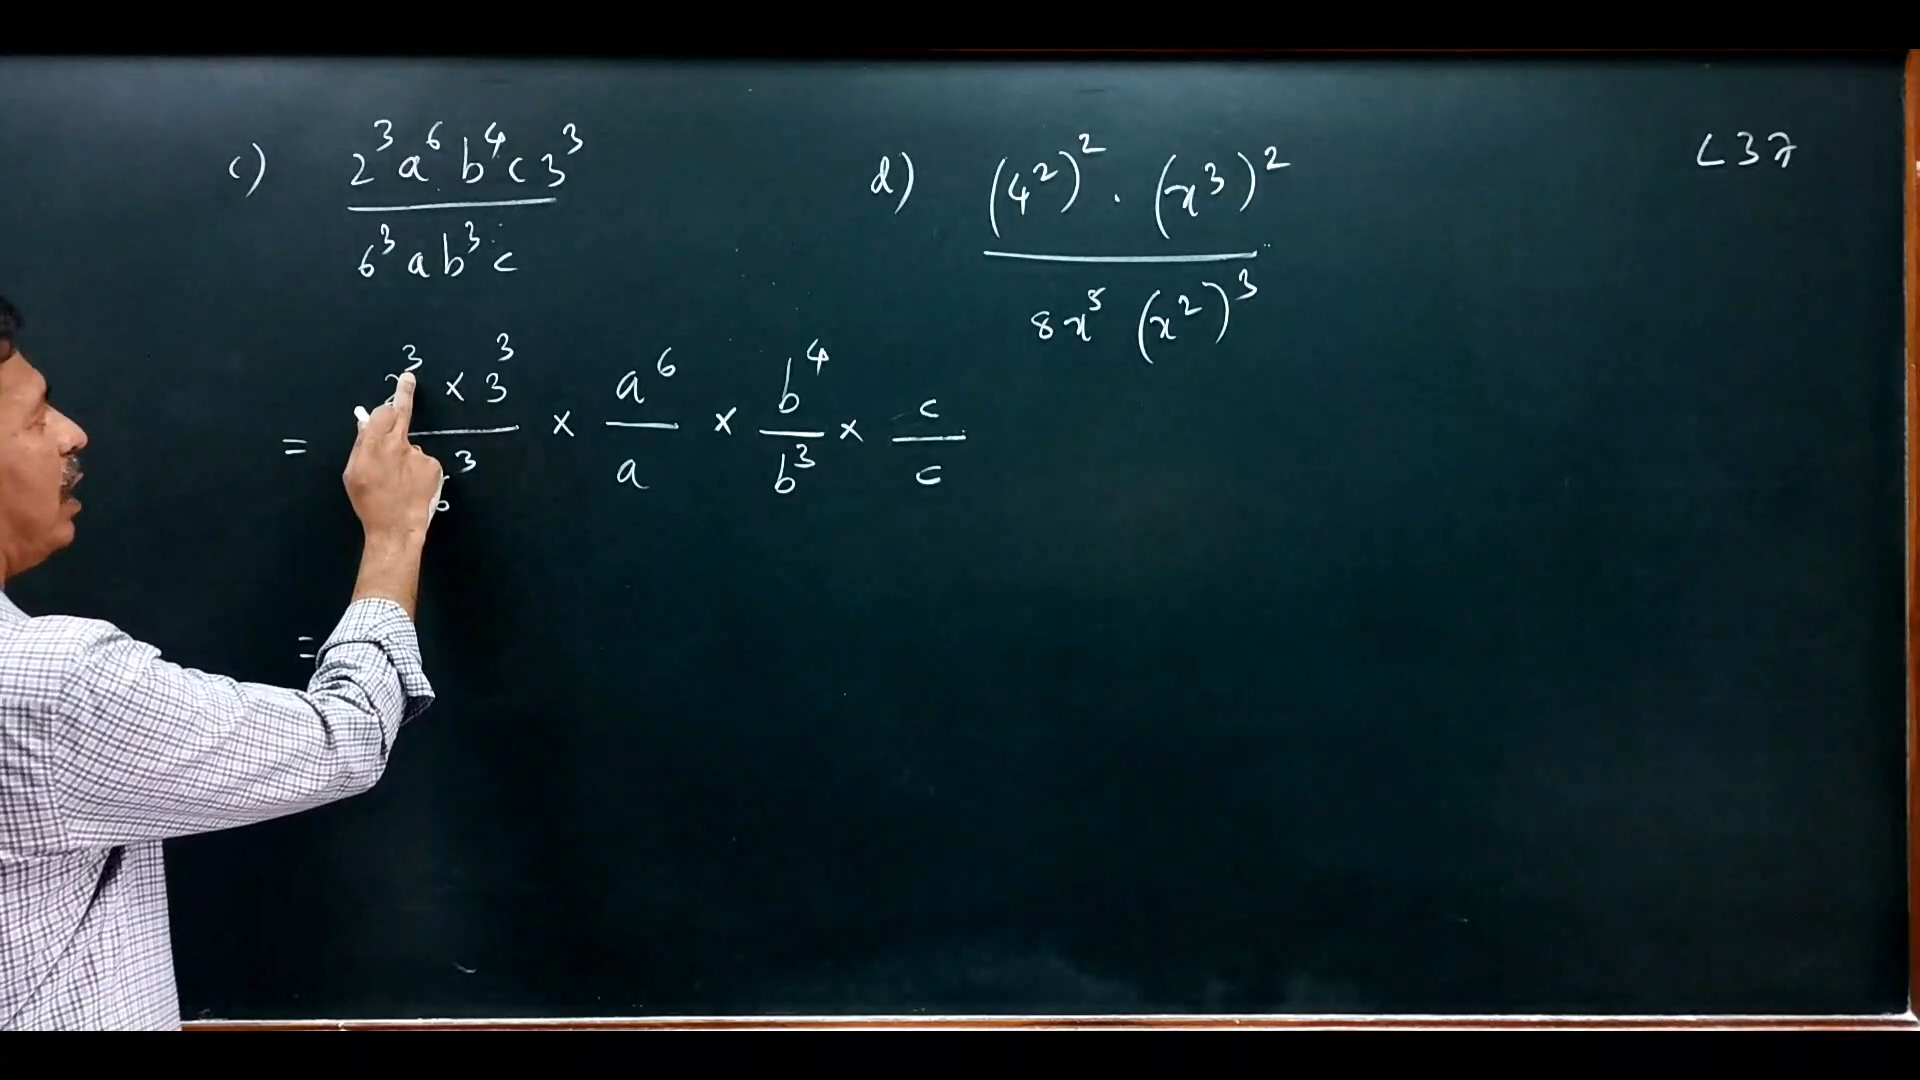 c) 2³a⁶b⁴c3³ / 6³ab³c
d) (4²)² . (x³)² / 8x⁵ (x²)³
L37
= 2³ × 3³ / 6³ × a⁶ / a × b⁴ / b³ × c / c
=